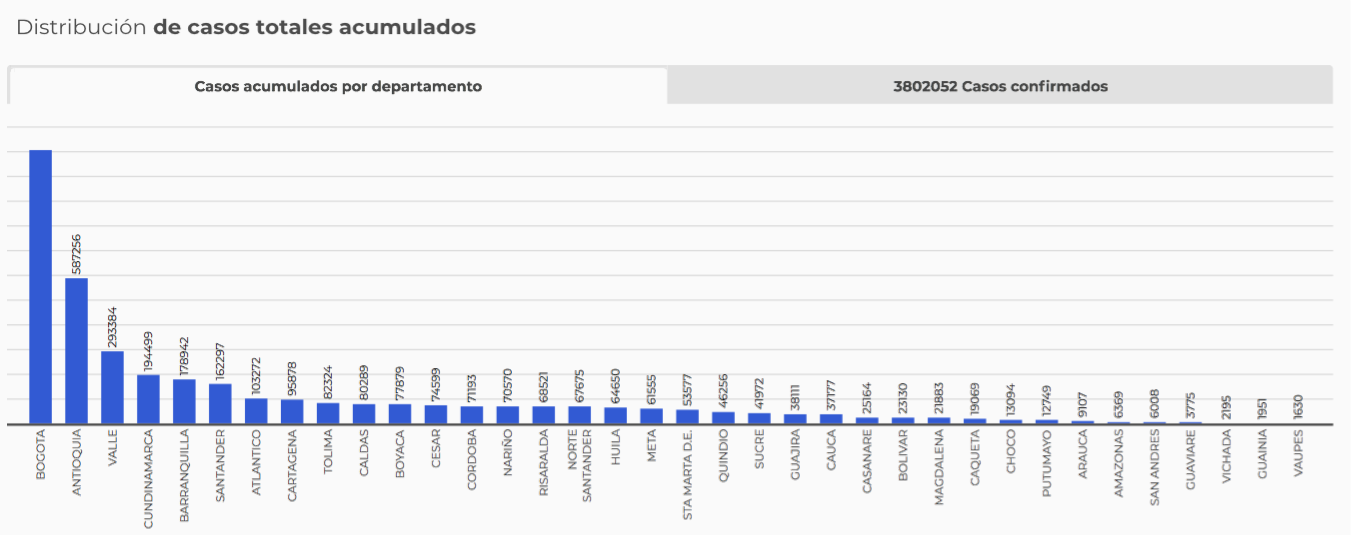 Distribución de casos totales acumulados
Casos acumulados por departamento
3802052 Casos confirmados
587256
293384
194499
178942
162297
103272
95878
82324
80289
77879
74599
71193
70570
68521
67675
64650
61555
53577
46256
41972
38111
37177
25164
23130
21883
19069
13094
12749
9107
6369
6008
3775
2195
1951
1630
BOGOTA
ANTIOQUIA
VALLE
CUNDINAMARCA
BARRANQUILLA
SANTANDER
ATLANTICO
CARTAGENA
TOLIMA
CALDAS
BOYACA
CESAR
CORDOBA
NARIÑO
RISARALDA
NORTE
SANTANDER
HUILA
META
STA MARTA D.E.
QUINDIO
SUCRE
GUAJIRA
CAUCA
CASANARE
BOLIVAR
MAGDALENA
CAQUETA
CHOCO
PUTUMAYO
ARAUCA
AMAZONAS
SAN ANDRES
GUAVIARE
VICHADA
GUAINIA
VAUPES